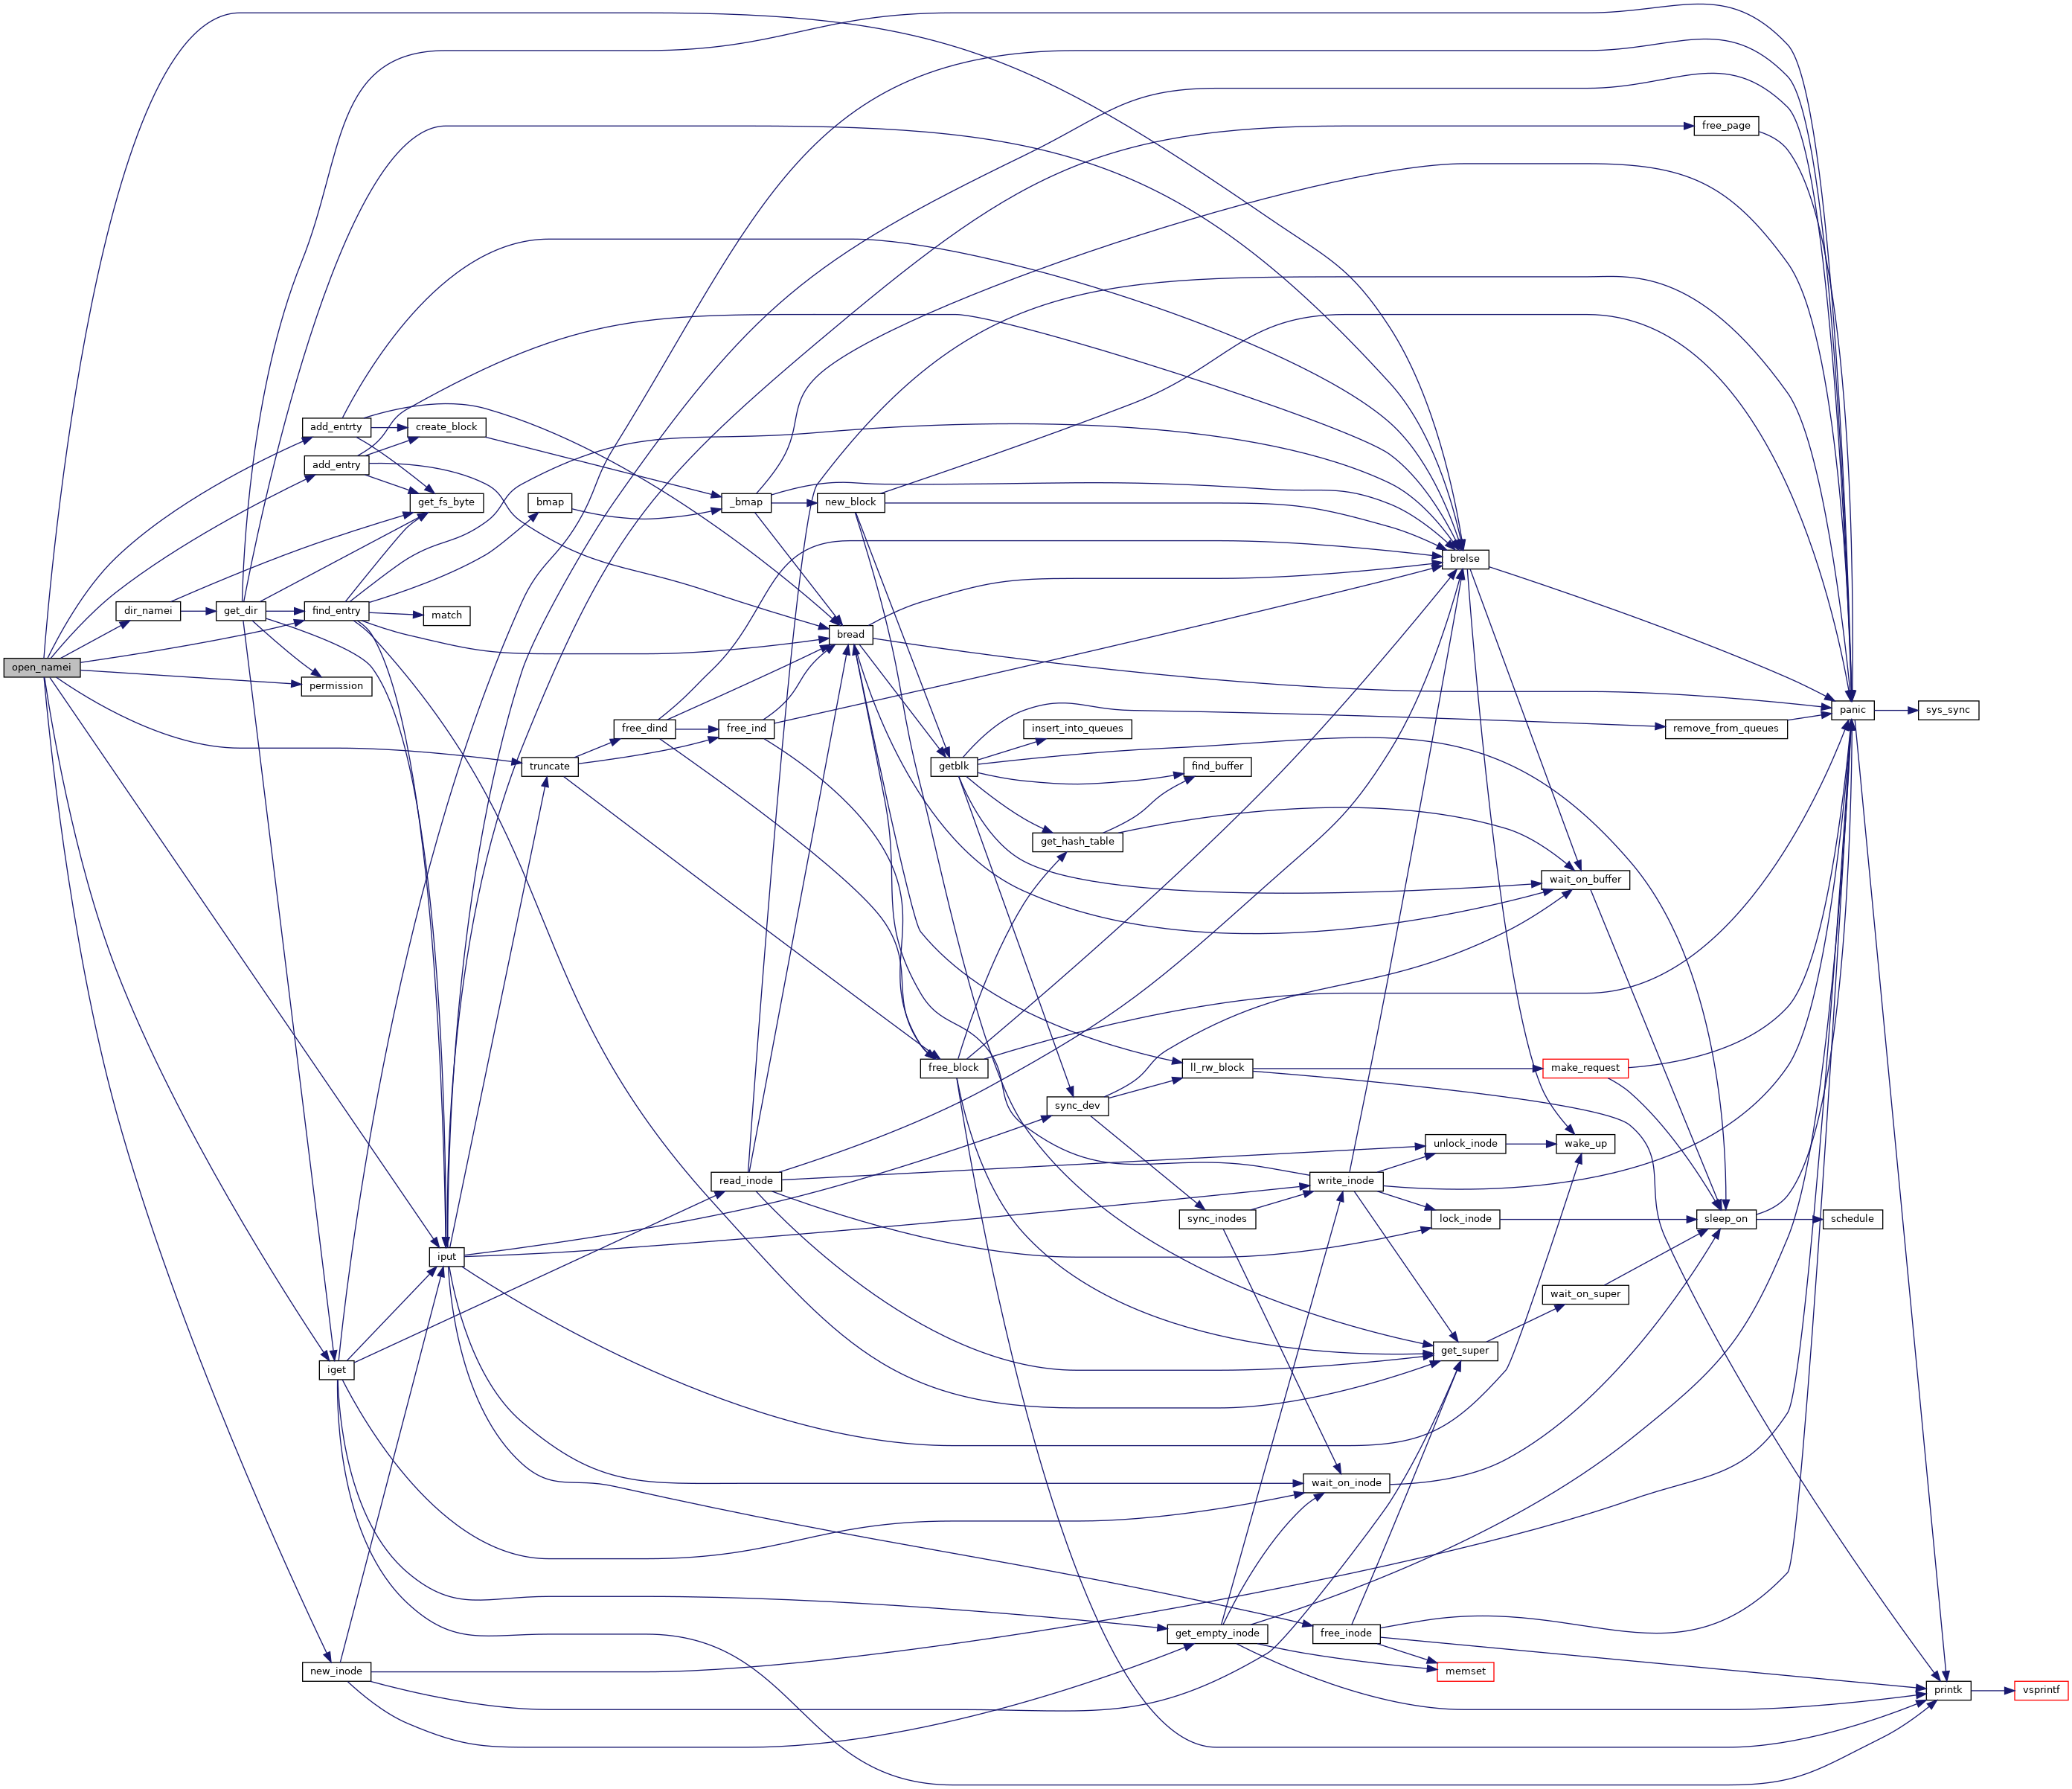 free_page
add_entrty
create_block
add_entry
get_fs_byte
bmap
_bmap
new_block
brelse
dir_namei
get_dir
find_entry
match
bread
open_namei
permission
panic
sys_sync
free_dind
free_ind
insert_into_queues
remove_from_queues
truncate
getblk
find_buffer
get_hash_table
wait_on_buffer
free_block
ll_rw_block
make_request
sync_dev
unlock_inode
wake_up
read_inode
write_inode
sync_inodes
lock_inode
sleep_on
schedule
iput
wait_on_super
get_super
iget
wait_on_inode
get_empty_inode
free_inode
new_inode
memset
printk
vsprintf